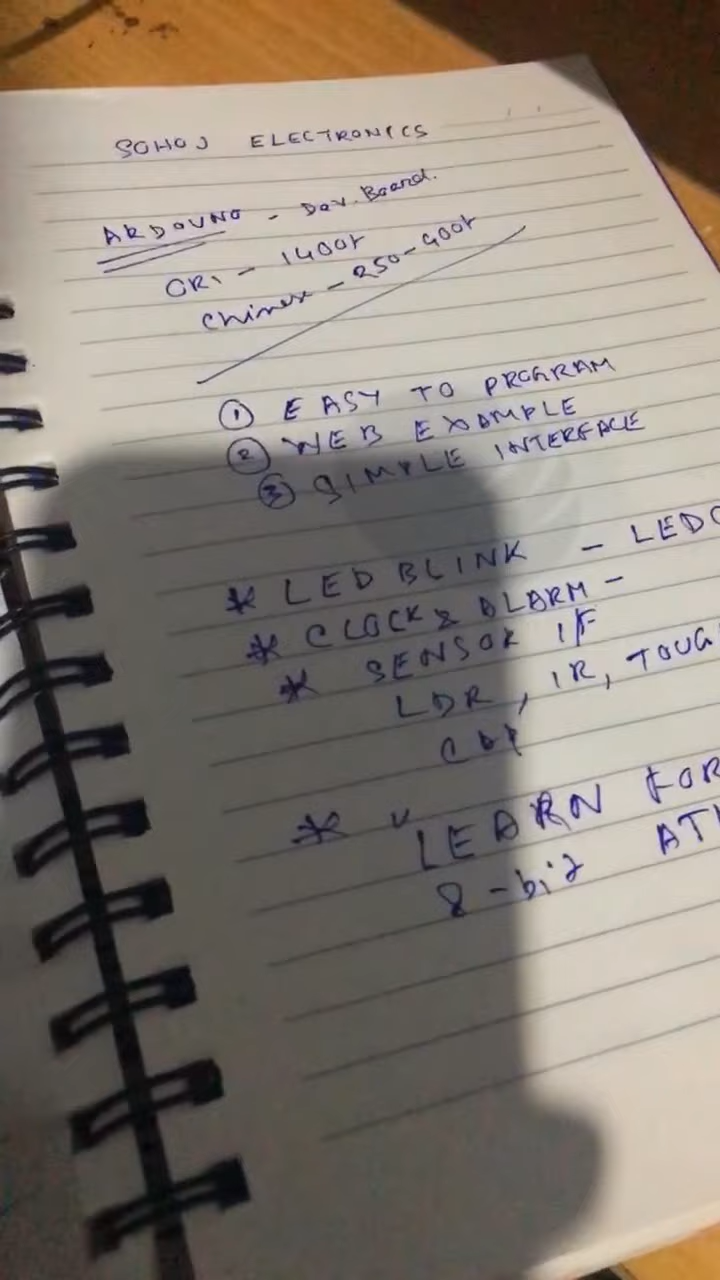 SOHOJ ELECTRONICS
ARDOUNO - Dev. Board.
ORI - 1400৳
Chinex - 250-400৳
① EASY TO PROGRAM
② WEB EXAMPLE
③ SIMPLE INTERFACE
* LED BLINK - LED
* CLOCK & ALARM -
* SENSOR I/F
LDR, IR, TOUG
* LEARN FOR
8-bit AT